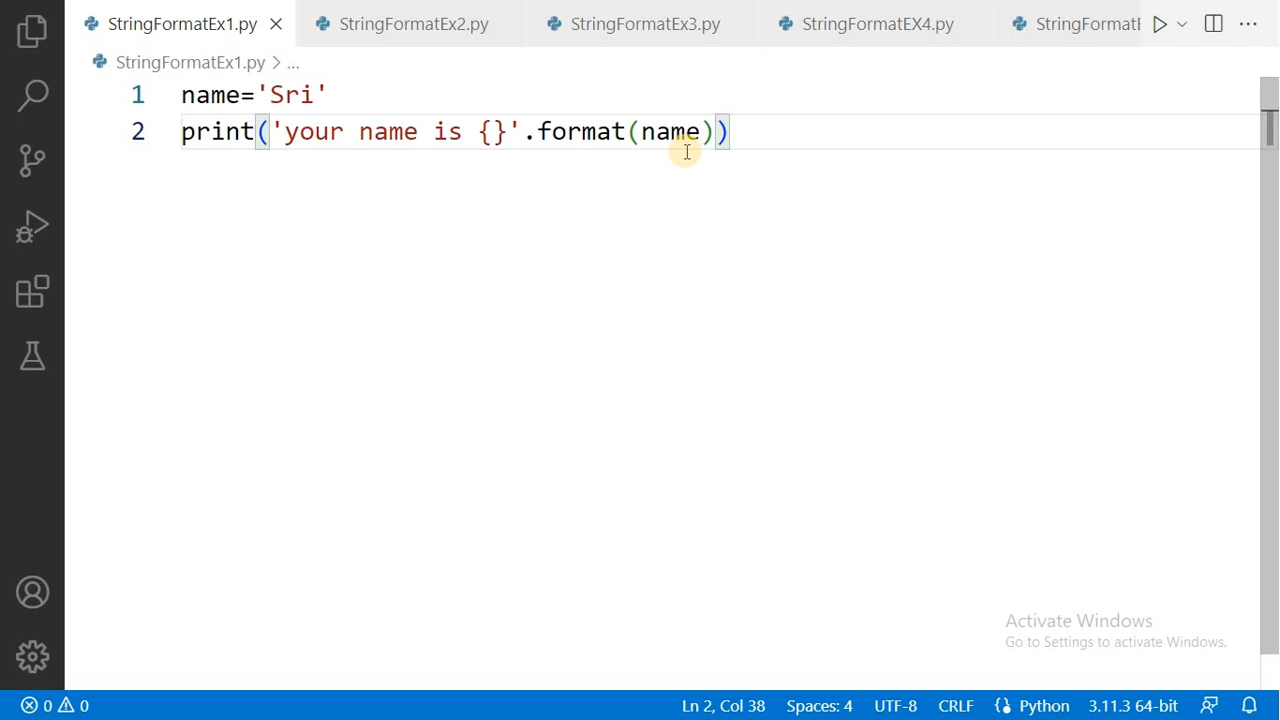 StringFormatEx1.py StringFormatEx2.py StringFormatEx3.py StringFormatEX4.py StringFormatE
StringFormatEx1.py > ...
1 name='Sri'
2 print('your name is {}'.format(name))
Activate Windows
Go to Settings to activate Windows.
0 0 Ln 2, Col 38 Spaces: 4 UTF-8 CRLF Python 3.11.3 64-bit